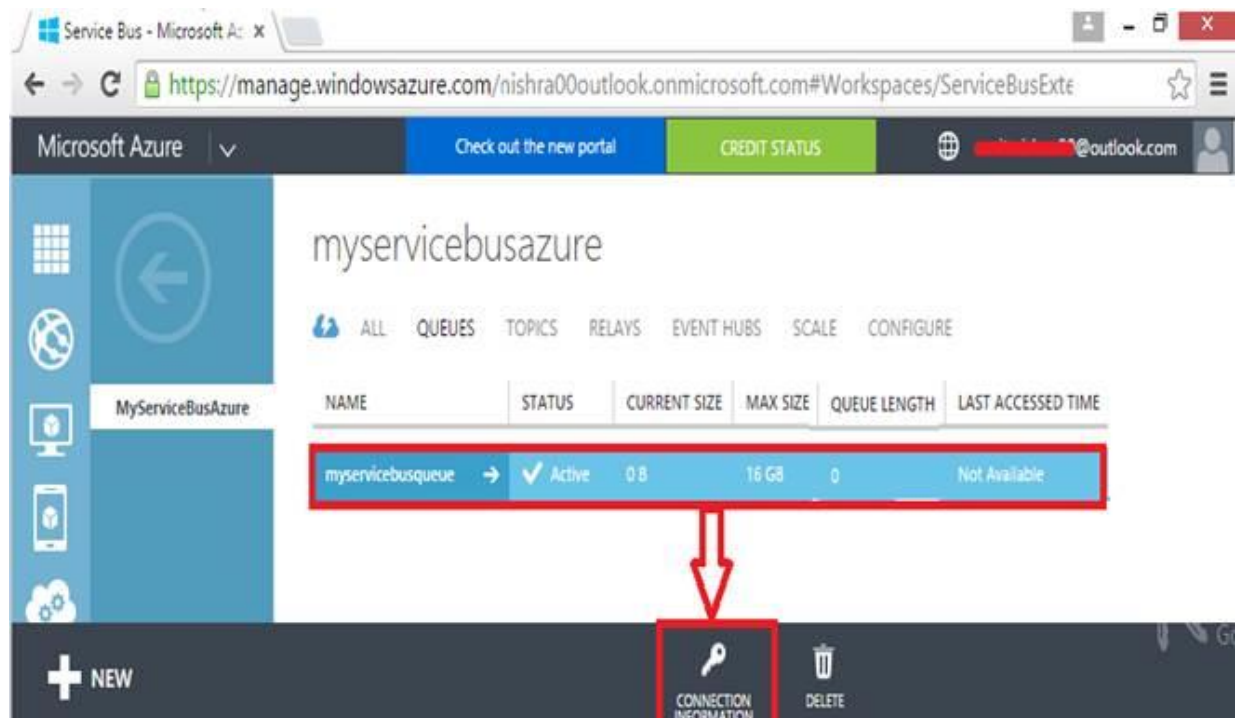 Service Bus - Microsoft Az
https://manage.windowsazure.com/nishra00outlook.onmicrosoft.com#Workspaces/ServiceBusExte
Microsoft Azure
Check out the new portal
CREDIT STATUS
@outlook.com
myservicebusazure
ALL QUEUES TOPICS RELAYS EVENT HUBS SCALE CONFIGURE
MyServiceBusAzure
NAME STATUS CURRENT SIZE MAX SIZE QUEUE LENGTH LAST ACCESSED TIME
myservicebusqueue Active 0 B 16 GB 0 Not Available
NEW
CONNECTION
INFORMATION
DELETE